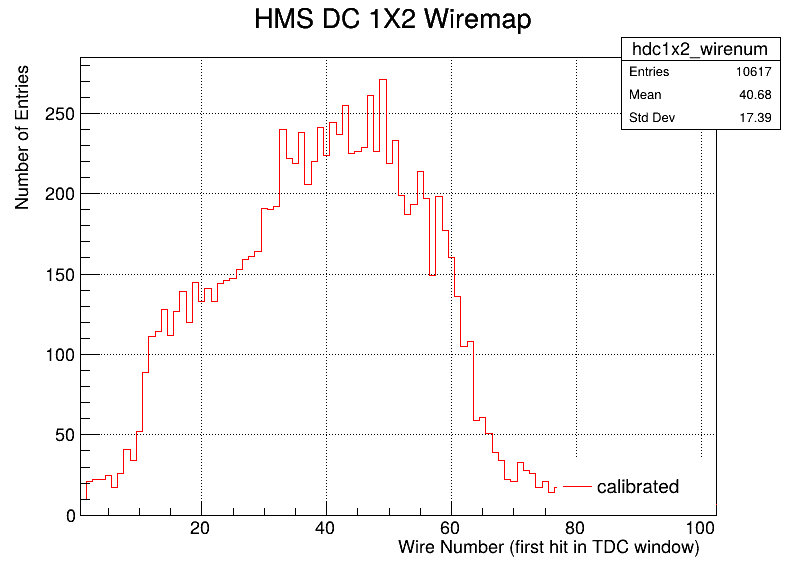 HMS DC 1X2 Wiremap
hdc1x2_wirenum
Entries 10617
Mean 40.68
Std Dev 17.39
Number of Entries
250
200
150
100
50
0
calibrated
20 40 60 80 100
Wire Number (first hit in TDC window)